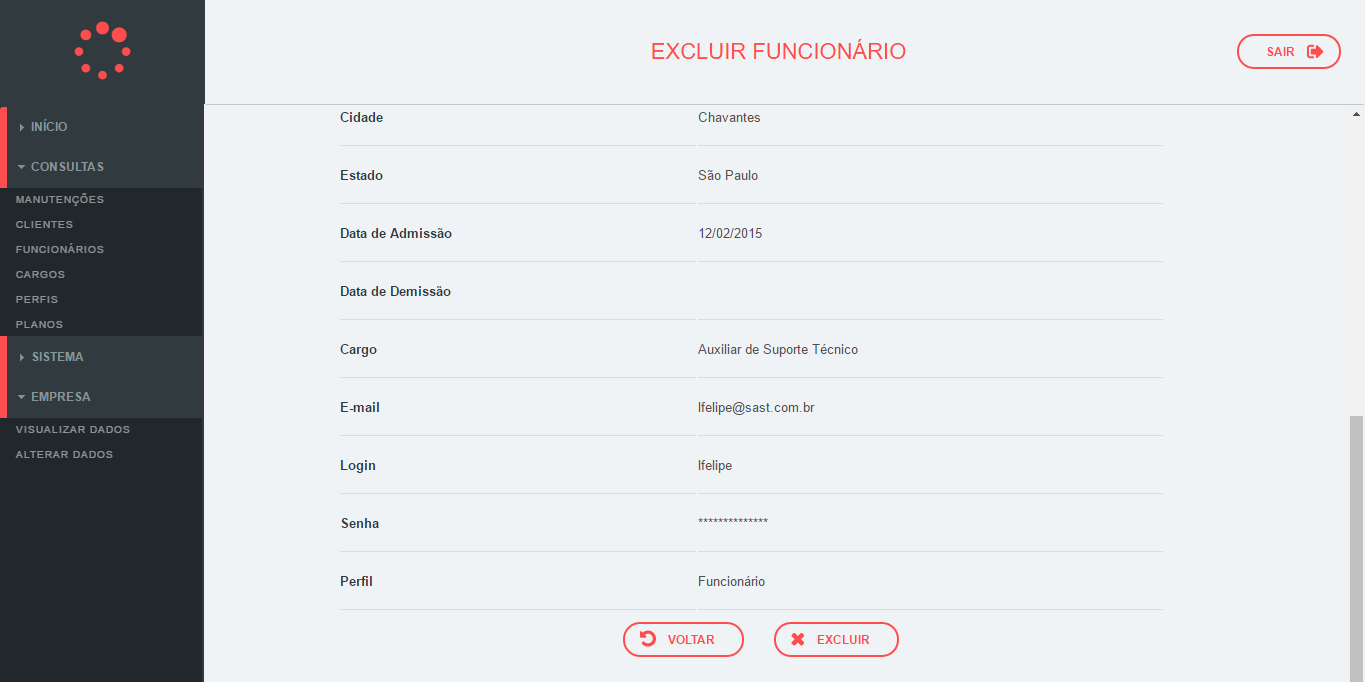 EXCLUIR FUNCIONÁRIO
SAIR
INÍCIO
CONSULTAS
MANUTENÇÕES
CLIENTES
FUNCIONÁRIOS
CARGOS
PERFIS
PLANOS
SISTEMA
EMPRESA
VISUALIZAR DADOS
ALTERAR DADOS
Cidade Chavantes
Estado São Paulo
Data de Admissão 12/02/2015
Data de Demissão
Cargo Auxiliar de Suporte Técnico
E-mail lfelipe@sast.com.br
Login lfelipe
Senha **************
Perfil Funcionário
VOLTAR EXCLUIR